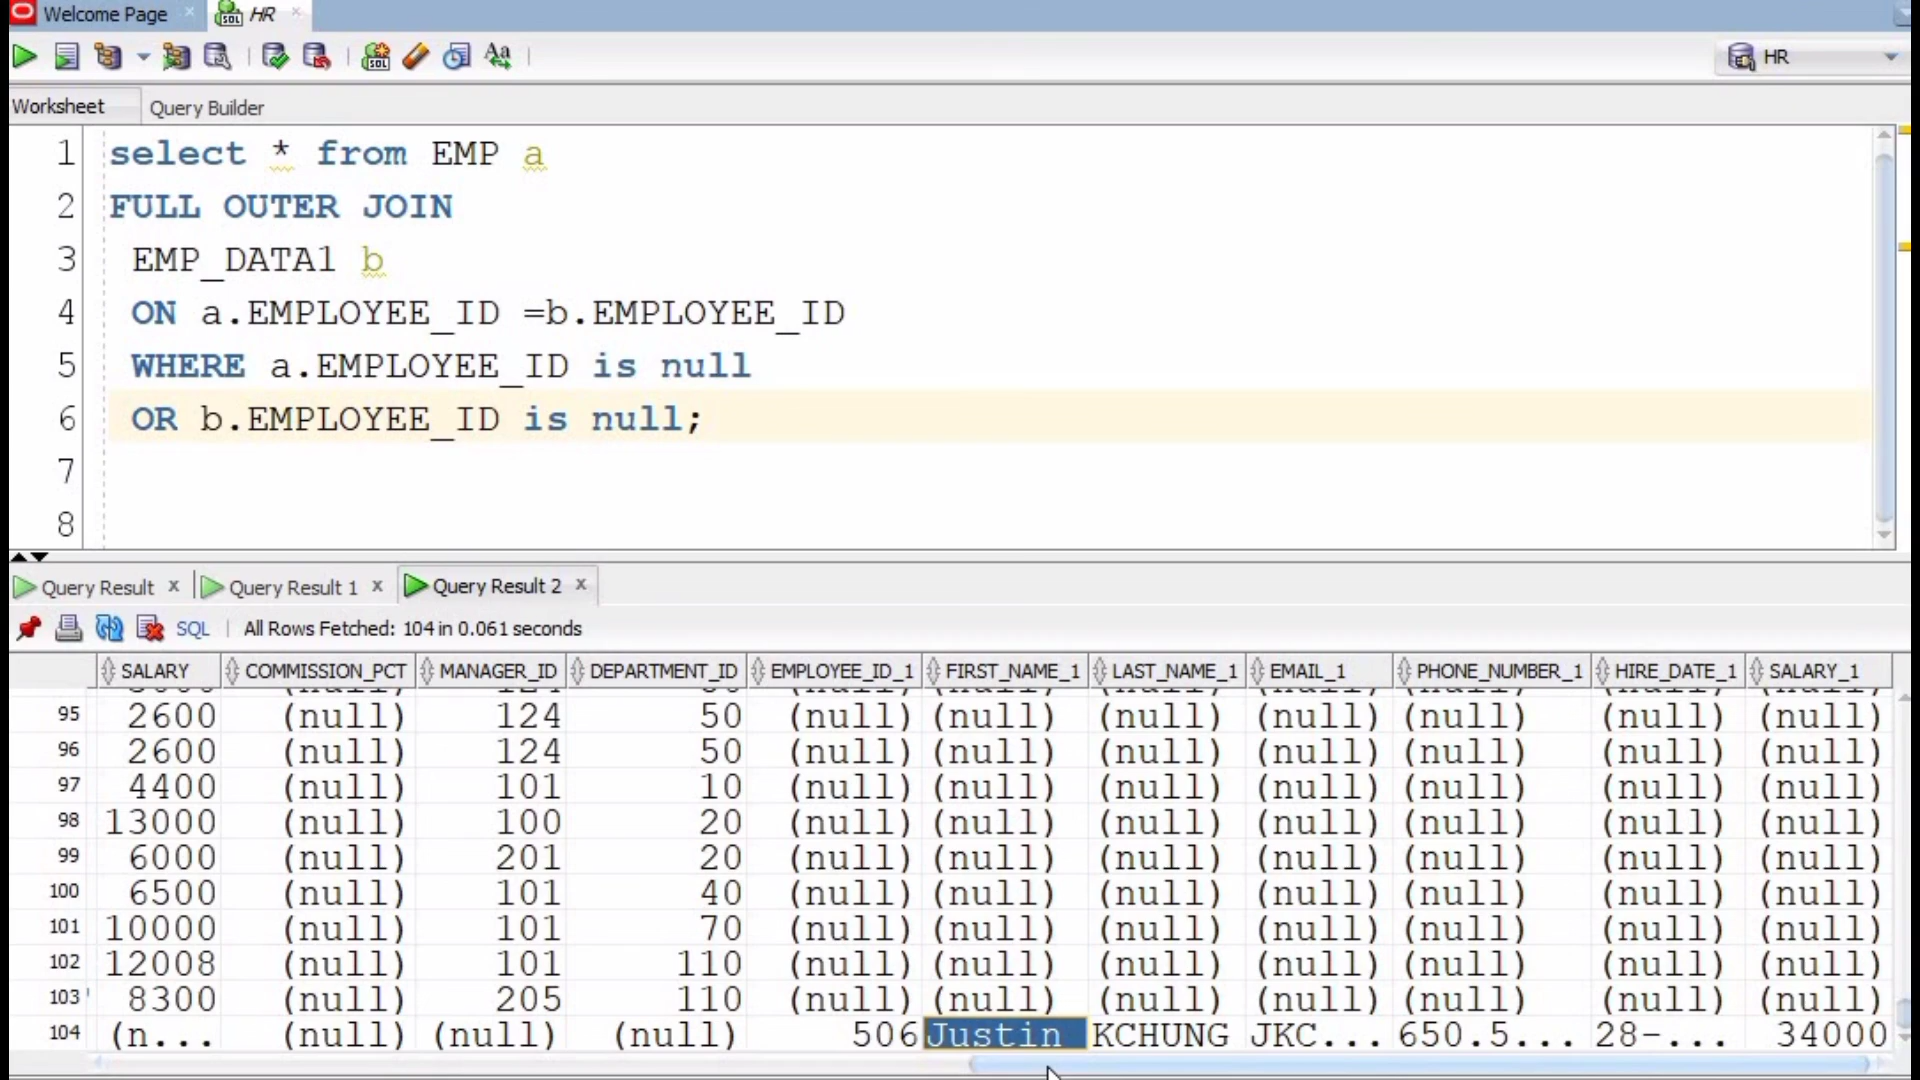 Welcome Page HR
HR
Worksheet Query Builder
1 select * from EMP a
2 FULL OUTER JOIN
3 EMP_DATA1 b
4 ON a.EMPLOYEE_ID =b.EMPLOYEE_ID
5 WHERE a.EMPLOYEE_ID is null
6 OR b.EMPLOYEE_ID is null;
7
8
Query Result x Query Result 1 x Query Result 2 x
SQL All Rows Fetched: 104 in 0.061 seconds
SALARY COMMISSION_PCT MANAGER_ID DEPARTMENT_ID EMPLOYEE_ID_1 FIRST_NAME_1 LAST_NAME_1 EMAIL_1 PHONE_NUMBER_1 HIRE_DATE_1 SALARY_1
95 2600 (null) 124 50 (null) (null) (null) (null) (null) (null) (null)
96 2600 (null) 124 50 (null) (null) (null) (null) (null) (null) (null)
97 4400 (null) 101 10 (null) (null) (null) (null) (null) (null) (null)
98 13000 (null) 100 20 (null) (null) (null) (null) (null) (null) (null)
99 6000 (null) 201 20 (null) (null) (null) (null) (null) (null) (null)
100 6500 (null) 101 40 (null) (null) (null) (null) (null) (null) (null)
101 10000 (null) 101 70 (null) (null) (null) (null) (null) (null) (null)
102 12008 (null) 101 110 (null) (null) (null) (null) (null) (null) (null)
103 8300 (null) 205 110 (null) (null) (null) (null) (null) (null) (null)
104 (n... (null) (null) (null) 506 Justin KCHUNG JKC... 650.5... 28-... 34000